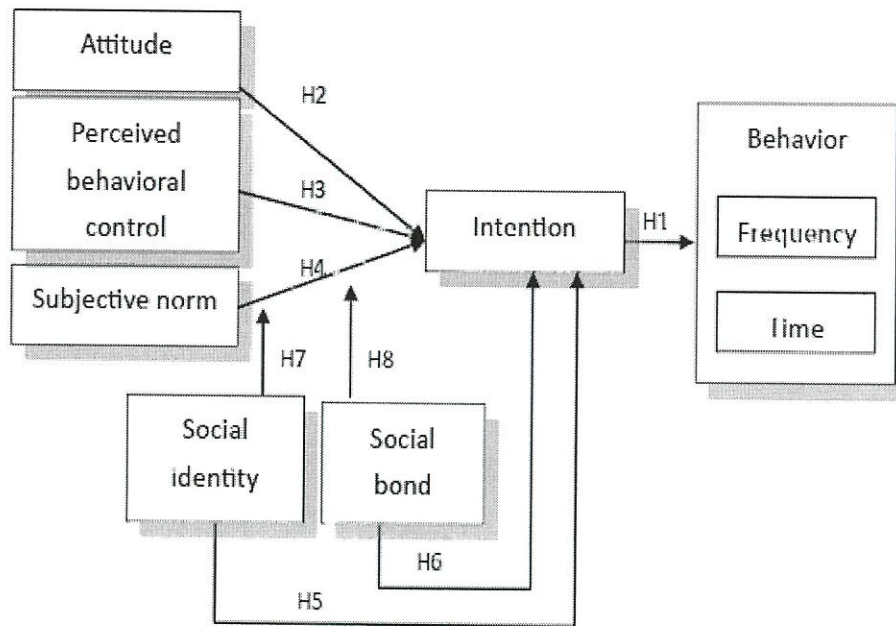 Attitude
H2
Perceived
behavioral
control
H3
H4
Subjective norm
Intention
H1
Behavior
Frequency
Time
H7
H8
Social
identity
Social
bond
H6
H5